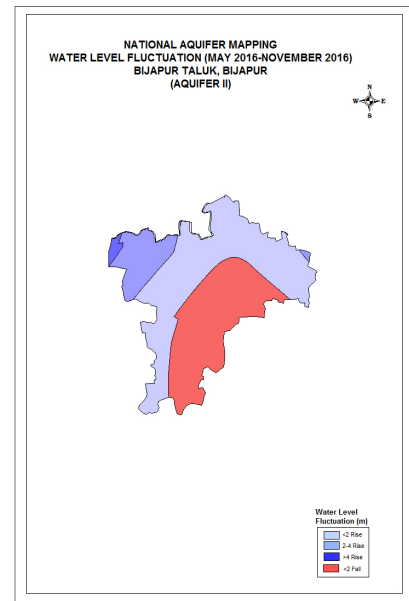 NATIONAL AQUIFER MAPPING
WATER LEVEL FLUCTUATION (MAY 2016-NOVEMBER 2016)
BIJAPUR TALUK, BIJAPUR
(AQUIFER II)
N
W E
S
Water Level
Fluctuation (m)
<2 Rise
2-4 Rise
>4 Rise
<2 Fall